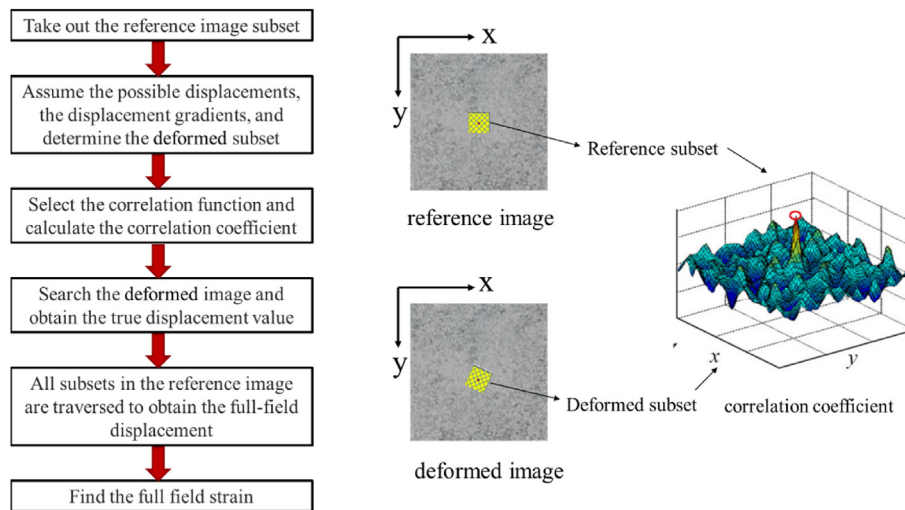 Take out the reference image subset
Assume the possible displacements,
the displacement gradients, and
determine the deformed subset
Select the correlation function and
calculate the correlation coefficient
Search the deformed image and
obtain the true displacement value
All subsets in the reference image
are traversed to obtain the full-field
displacement
Find the full field strain
x
y
reference image
x
y
deformed image
Reference subset
Deformed subset
x
y
correlation coefficient